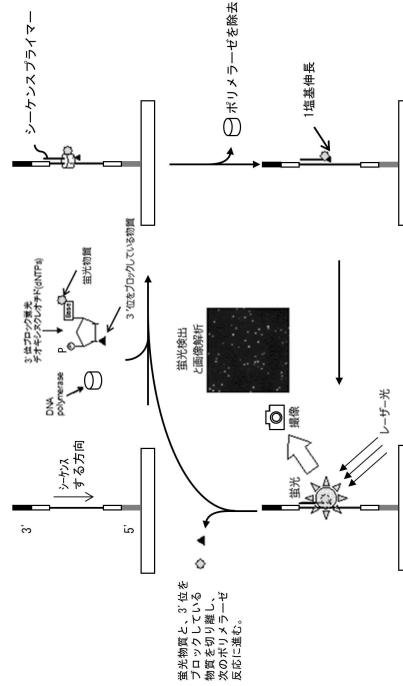 3'
5'
シーケンス
する方向
DNA
polymerase
3'位ブロック蛍光
デオキシヌクレオチド(dNTPs)
P
Base
蛍光物質
3'位をブロックしている物質
シーケンスプライマー
ポリメラーゼを除去
1塩基伸長
レーザー光
蛍光
撮像
蛍光検出
と画像解析
蛍光物質と、3'位を
ブロックしている
物質を切り離し、
次のポリメラーゼ
反応に進む。